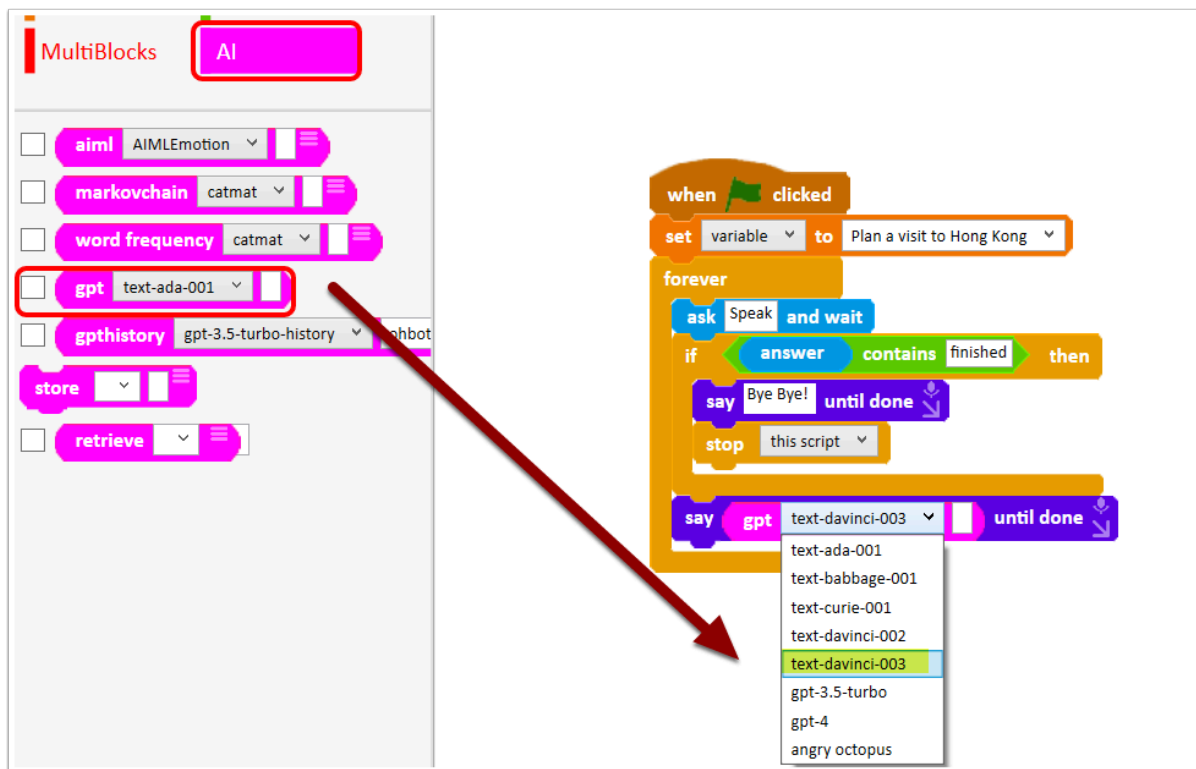 MultiBlocks AI
aiml AIMLEmotion
markovchain catmat
word frequency catmat
gpt text-ada-001
gpthistory gpt-3.5-turbo-history ohbot
store
retrieve
when clicked
set variable to Plan a visit to Hong Kong
forever
ask Speak and wait
if answer contains finished then
say Bye Bye! until done
stop this script
say gpt text-davinci-003 until done
text-ada-001
text-babbage-001
text-curie-001
text-davinci-002
text-davinci-003
gpt-3.5-turbo
gpt-4
angry octopus